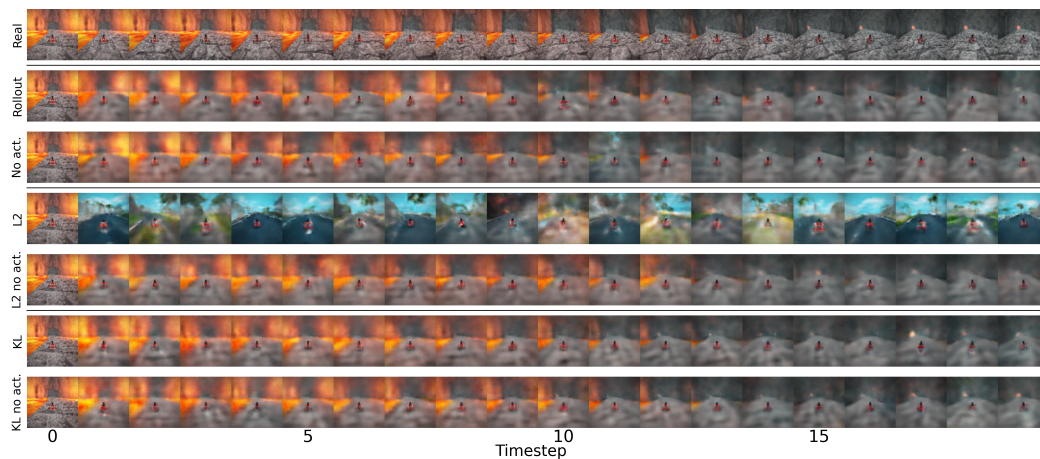 Real
Rollout
No act.
L2
L2 no act.
KL
KL no act.
0 5 10 15
Timestep